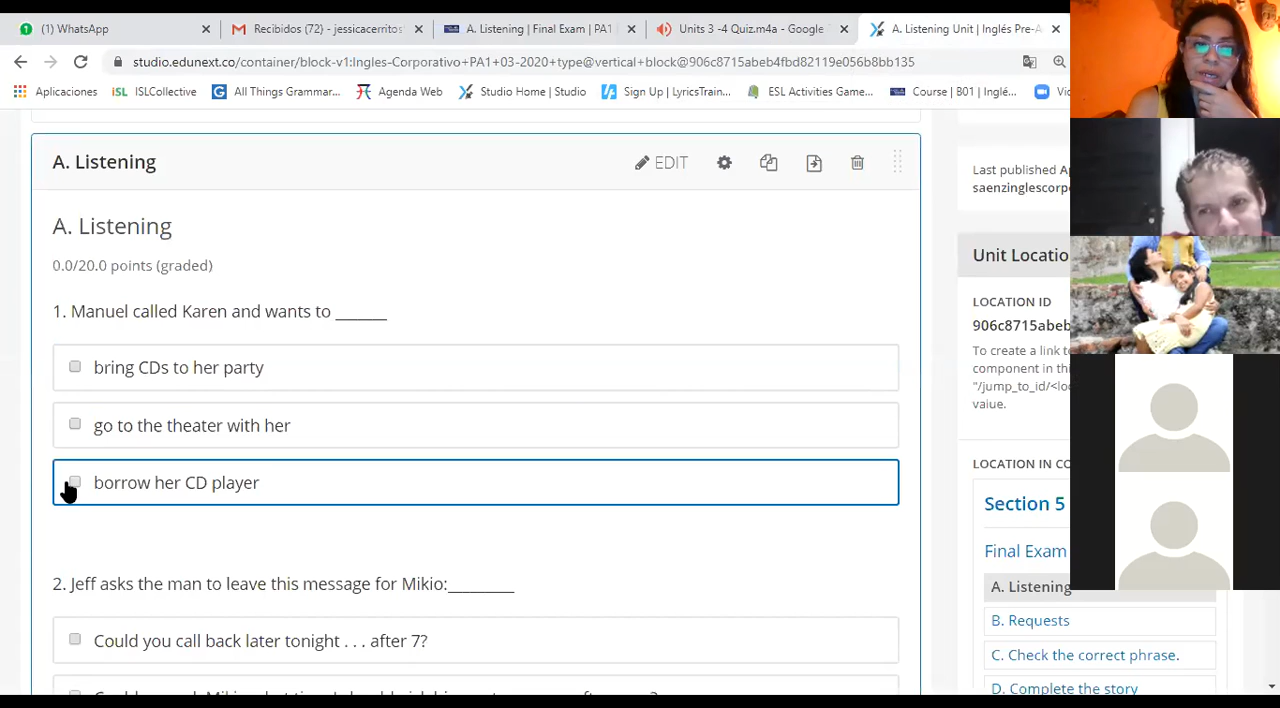 (1) WhatsApp
Recibidos (72) - jessicacerritos
A. Listening | Final Exam | PA1
Units 3 -4 Quiz.m4a - Google
A. Listening Unit | Inglés Pre-A
studio.edunext.co/container/block-v1:Ingles-Corporativo+PA1+03-2020+type@vertical+block@906c8715abeb4fbd82119e056b8bb135
Aplicaciones
iSLCollective
All Things Grammar...
Agenda Web
Studio Home | Studio
Sign Up | LyricsTrain...
ESL Activities Game...
Course | B01 | Inglé...
A. Listening
EDIT
A. Listening
0.0/20.0 points (graded)
1. Manuel called Karen and wants to _______
bring CDs to her party
go to the theater with her
borrow her CD player
2. Jeff asks the man to leave this message for Mikio:_________
Could you call back later tonight . . . after 7?
Last published
saenzinglescorp
Unit Locatio
LOCATION ID
906c8715abeb
To create a link to
component in thi
"/jump_to_id/<lo
value.
LOCATION IN CO
Section 5
Final Exam
A. Listening
B. Requests
C. Check the correct phrase.
D. Complete the story